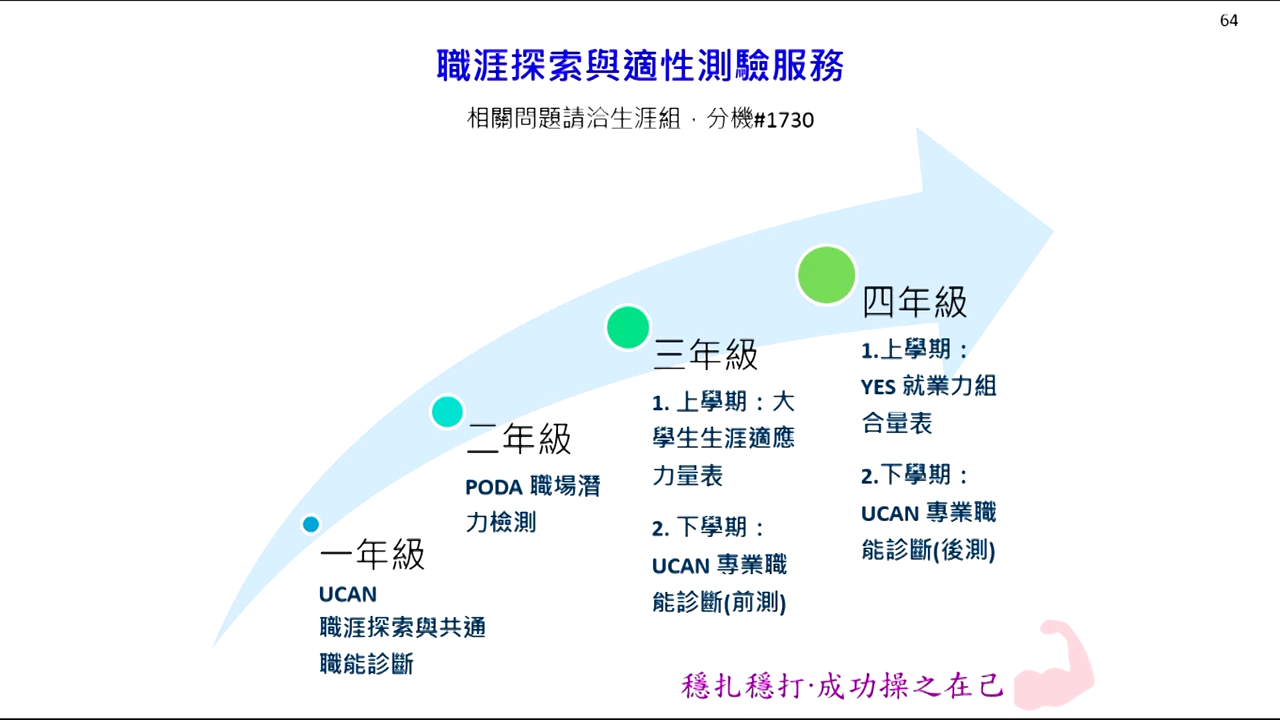 64
職涯探索與適性測驗服務
相關問題請洽生涯組，分機#1730
一年級
UCAN
職涯探索與共通
職能診斷
二年級
PODA 職場潛
力檢測
三年級
1. 上學期：大
學生生涯適應
力量表
2. 下學期：
UCAN 專業職
能診斷(前測)
四年級
1.上學期：
YES 就業力組
合量表
2.下學期：
UCAN 專業職
能診斷(後測)
穩扎穩打·成功操之在己